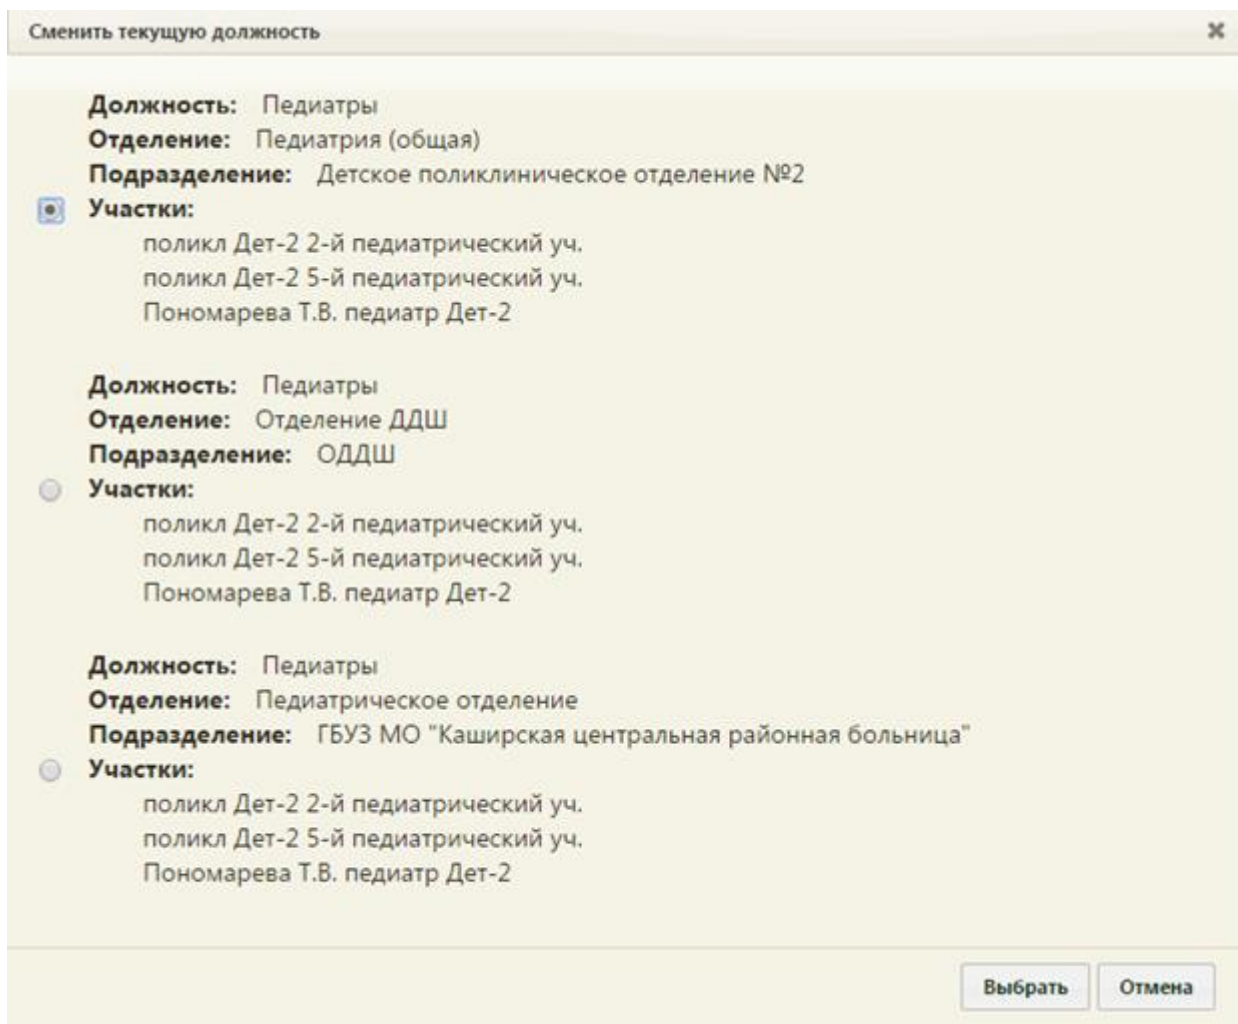 Сменить текущую должность
Должность: Педиатры
Отделение: Педиатрия (общая)
Подразделение: Детское поликлиническое отделение №2
Участки:
поликл Дет-2 2-й педиатрический уч.
поликл Дет-2 5-й педиатрический уч.
Пономарева Т.В. педиатр Дет-2
Должность: Педиатры
Отделение: Отделение ДДШ
Подразделение: ОДДШ
Участки:
поликл Дет-2 2-й педиатрический уч.
поликл Дет-2 5-й педиатрический уч.
Пономарева Т.В. педиатр Дет-2
Должность: Педиатры
Отделение: Педиатрическое отделение
Подразделение: ГБУЗ МО "Каширская центральная районная больница"
Участки:
поликл Дет-2 2-й педиатрический уч.
поликл Дет-2 5-й педиатрический уч.
Пономарева Т.В. педиатр Дет-2
Выбрать Отмена